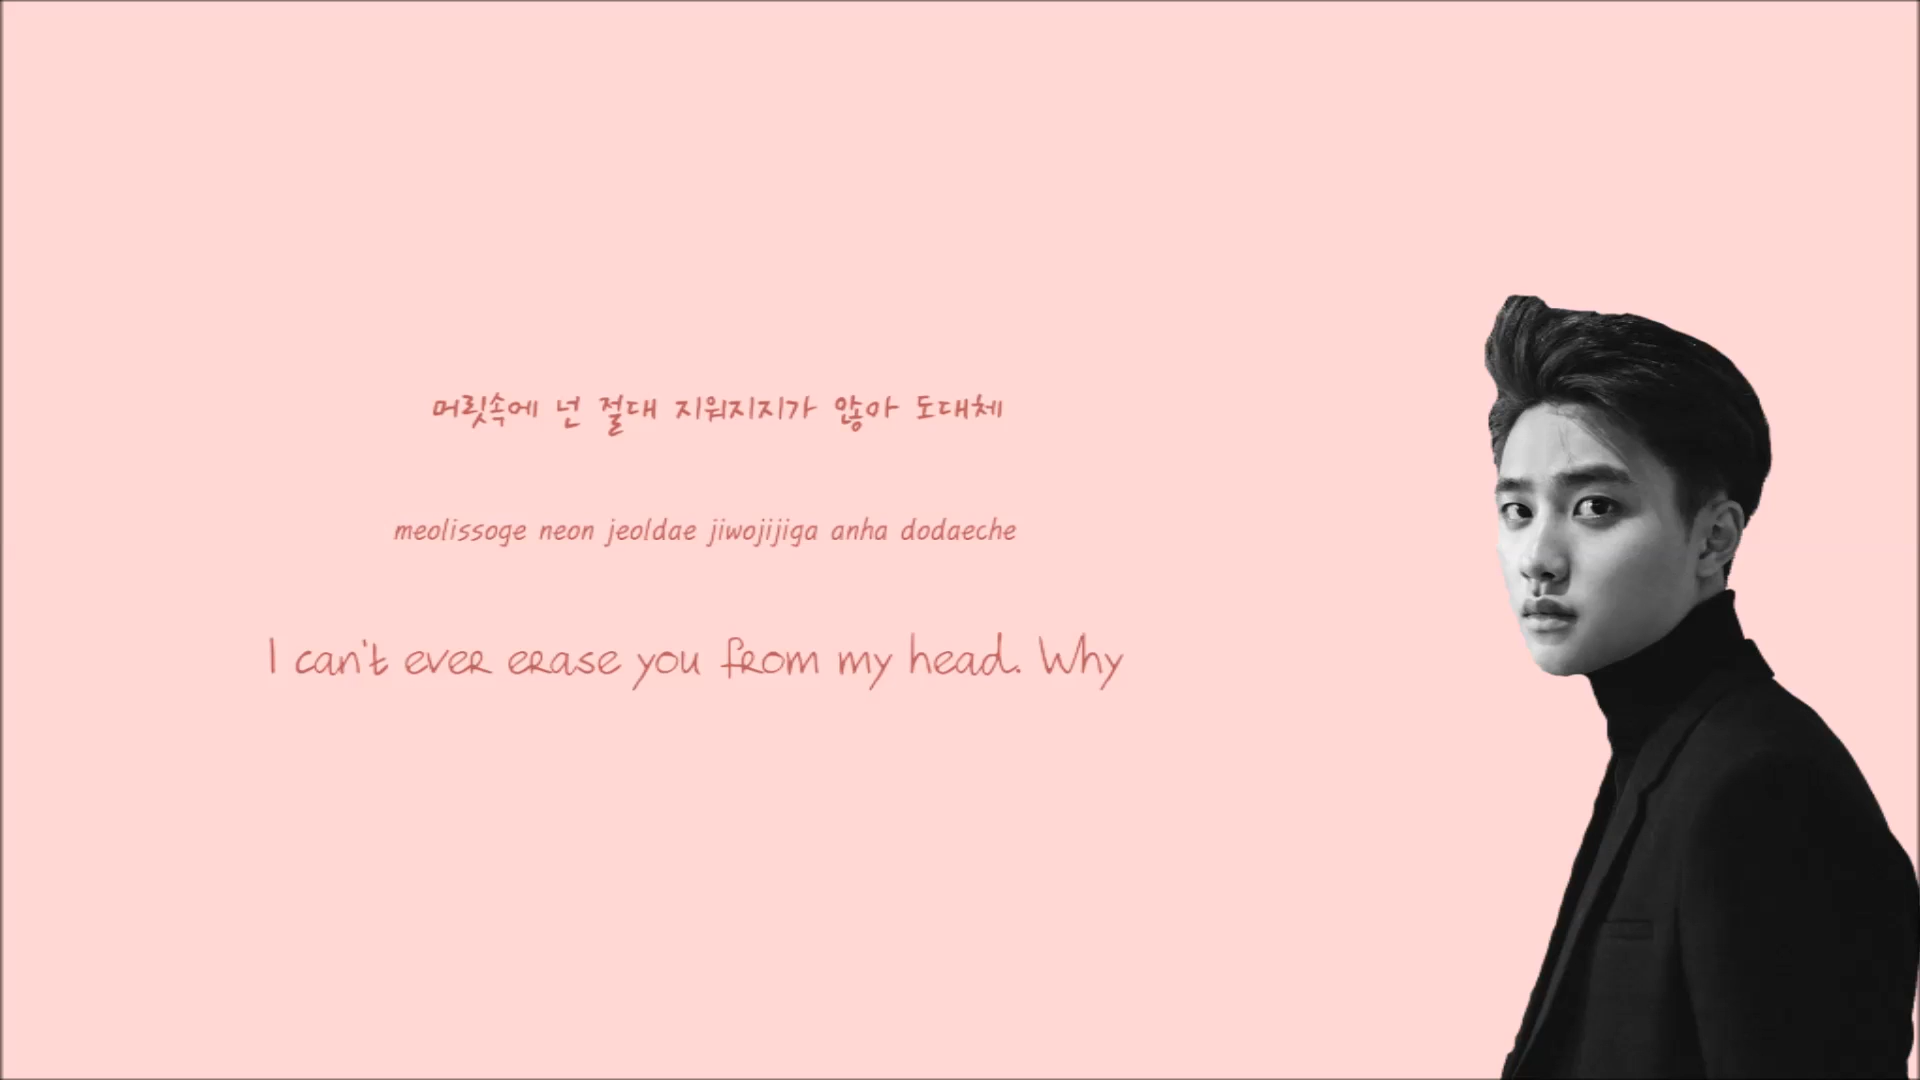 머릿속에 넌 절대 지워지지가 않아 도대체
meolissoge neon jeoldae jiwojijiga anha dodaeche
I can't ever erase you from my head. Why